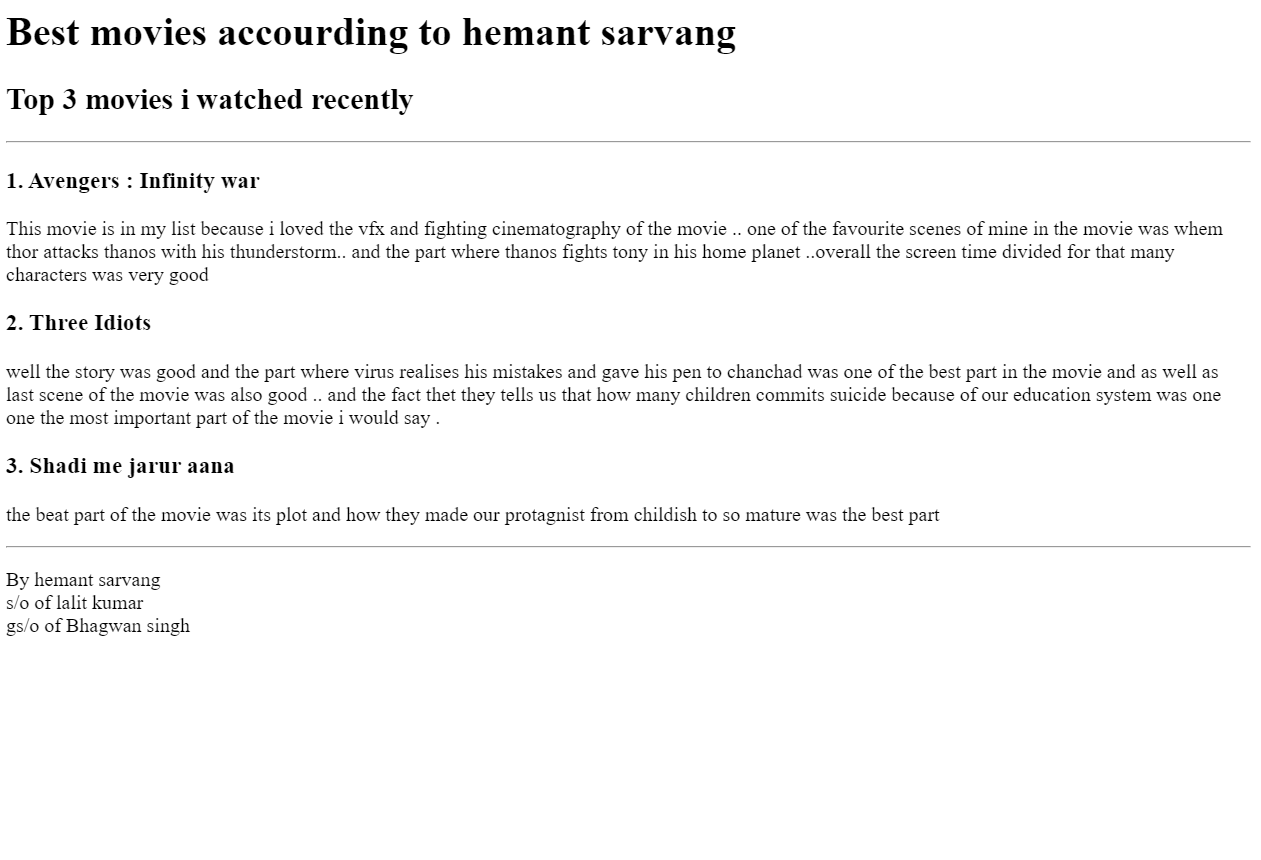 Best movies accourding to hemant sarvang
Top 3 movies i watched recently
1. Avengers : Infinity war
This movie is in my list because i loved the vfx and fighting cinematography of the movie .. one of the favourite scenes of mine in the movie was whem
thor attacks thanos with his thunderstorm.. and the part where thanos fights tony in his home planet ..overall the screen time divided for that many
characters was very good
2. Three Idiots
well the story was good and the part where virus realises his mistakes and gave his pen to chanchad was one of the best part in the movie and as well as
last scene of the movie was also good .. and the fact thet they tells us that how many children commits suicide because of our education system was one
one the most important part of the movie i would say .
3. Shadi me jarur aana
the beat part of the movie was its plot and how they made our protagnist from childish to so mature was the best part
By hemant sarvang
s/o of lalit kumar
gs/o of Bhagwan singh